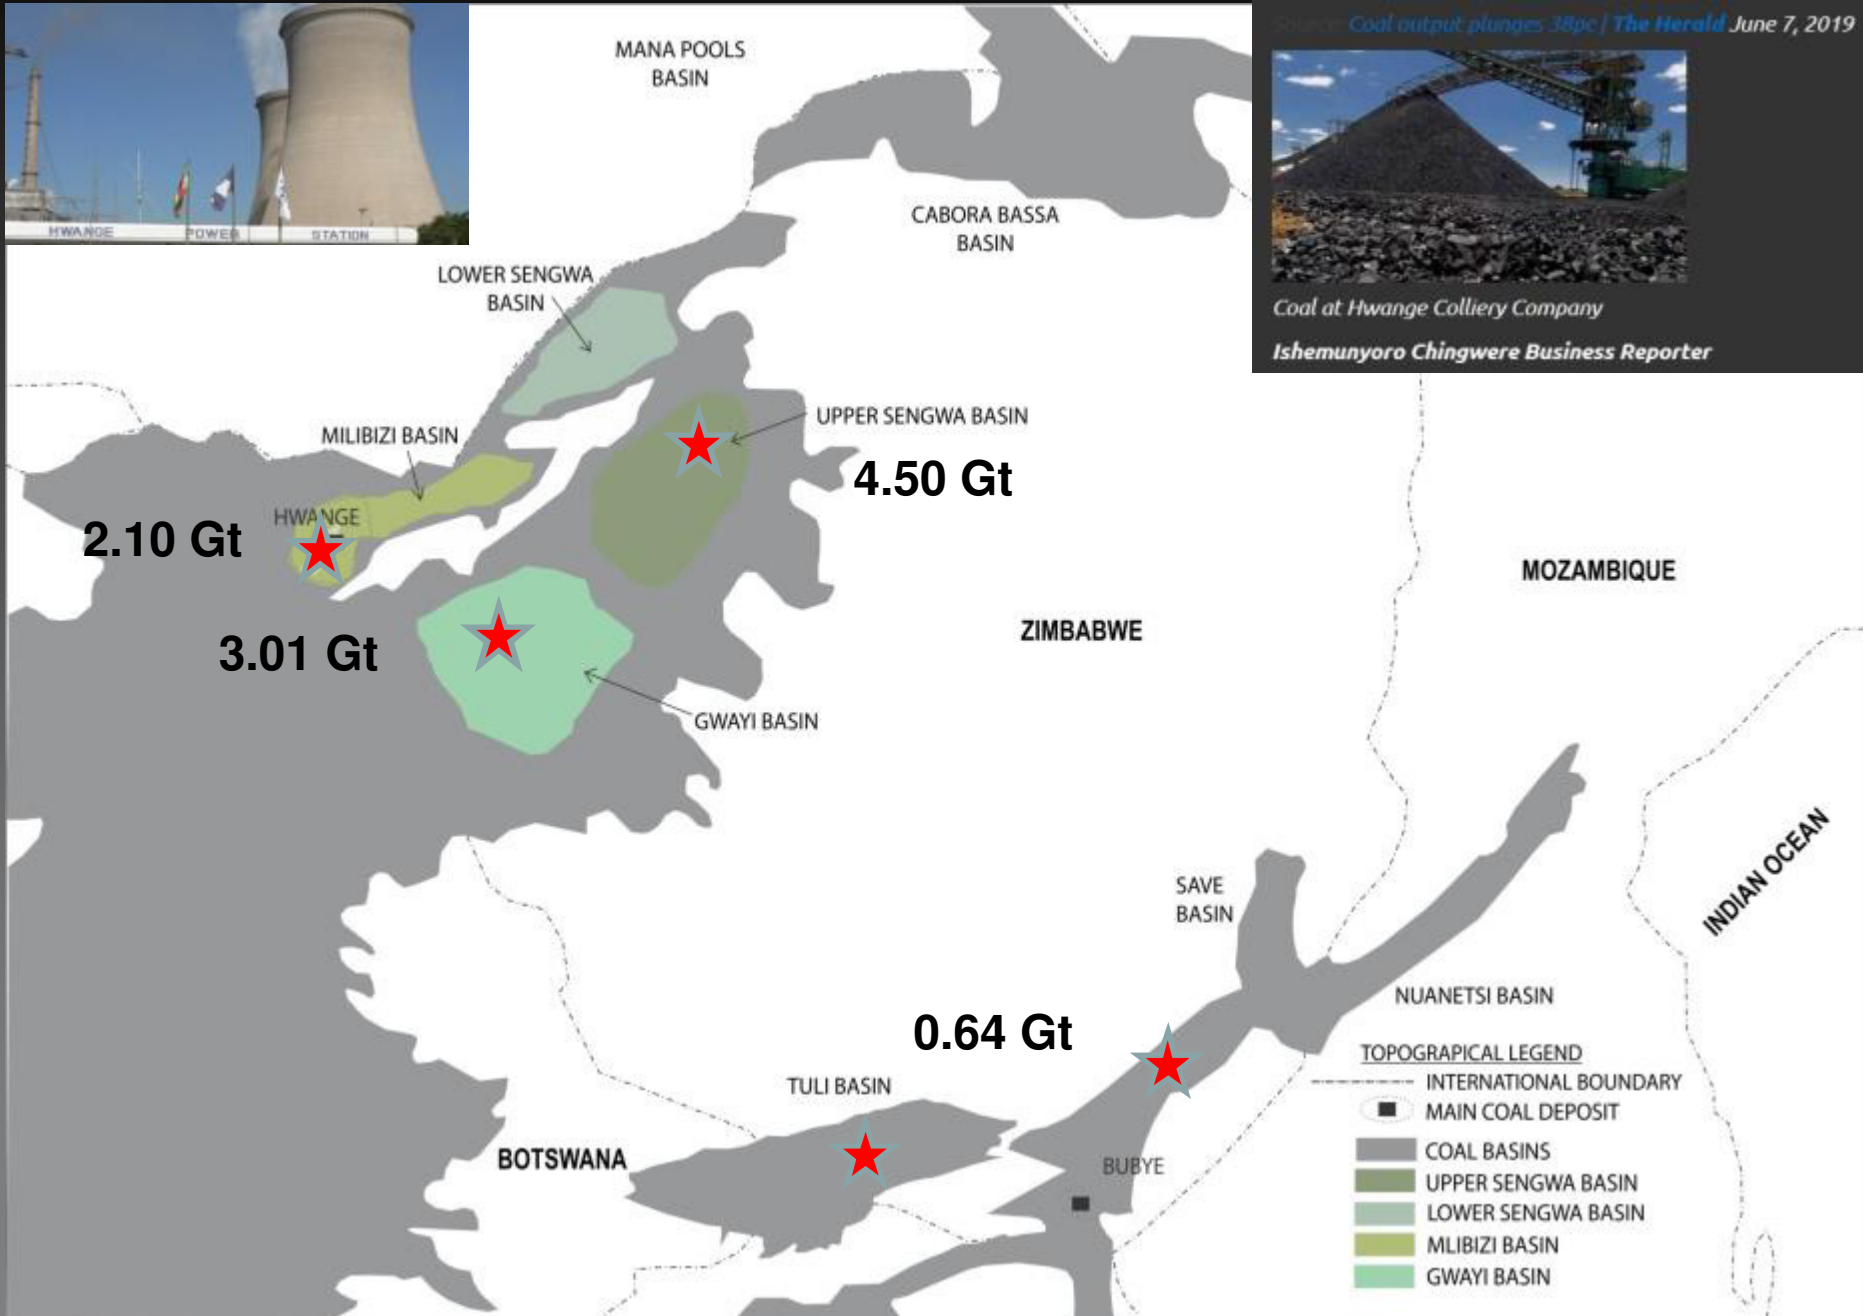 HWANGE POWER STATION
Source: Coal output plunges 38pc | The Herald June 7, 2019
Coal at Hwange Colliery Company
Ishemunyoro Chingwere Business Reporter
MANA POOLS
BASIN
CABORA BASSA
BASIN
LOWER SENGWA
BASIN
UPPER SENGWA BASIN
4.50 Gt
MILIBIZI BASIN
HWANGE
2.10 Gt
3.01 Gt
GWAYI BASIN
ZIMBABWE
MOZAMBIQUE
INDIAN OCEAN
SAVE
BASIN
NUANETSI BASIN
0.64 Gt
TULI BASIN
BOTSWANA
BUBYE
TOPOGRAPICAL LEGEND
INTERNATIONAL BOUNDARY
MAIN COAL DEPOSIT
COAL BASINS
UPPER SENGWA BASIN
LOWER SENGWA BASIN
MLIBIZI BASIN
GWAYI BASIN